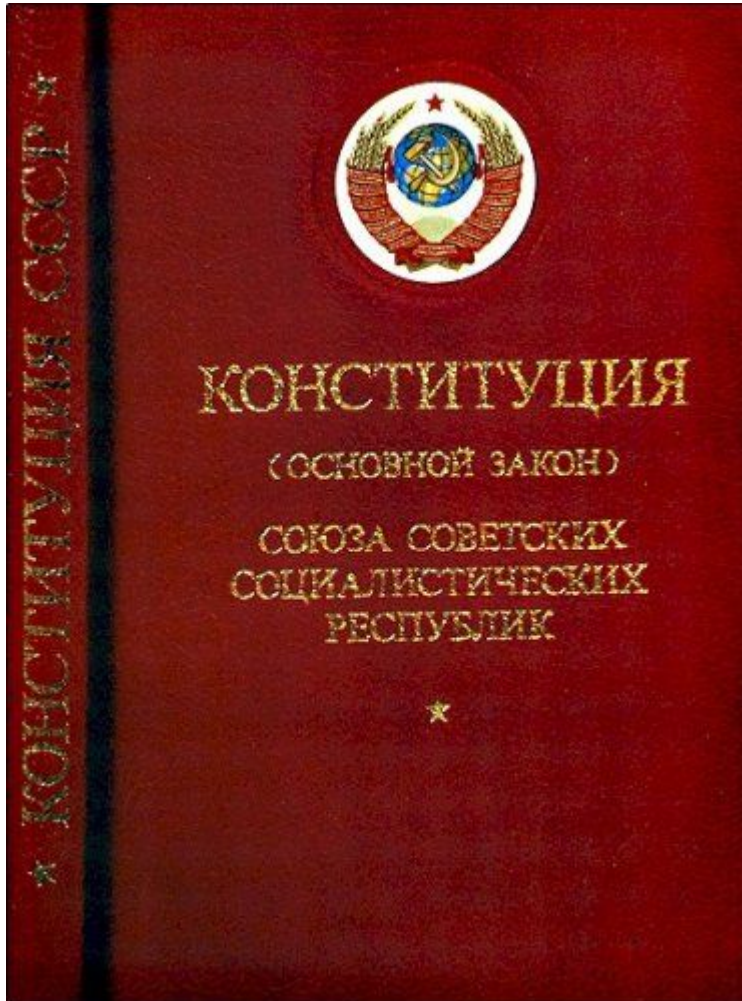 КОНСТИТУЦИЯ СССР
КОНСТИТУЦИЯ
(ОСНОВНОЙ ЗАКОН)
СОЮЗА СОВЕТСКИХ
СОЦИАЛИСТИЧЕСКИХ
РЕСПУБЛИК